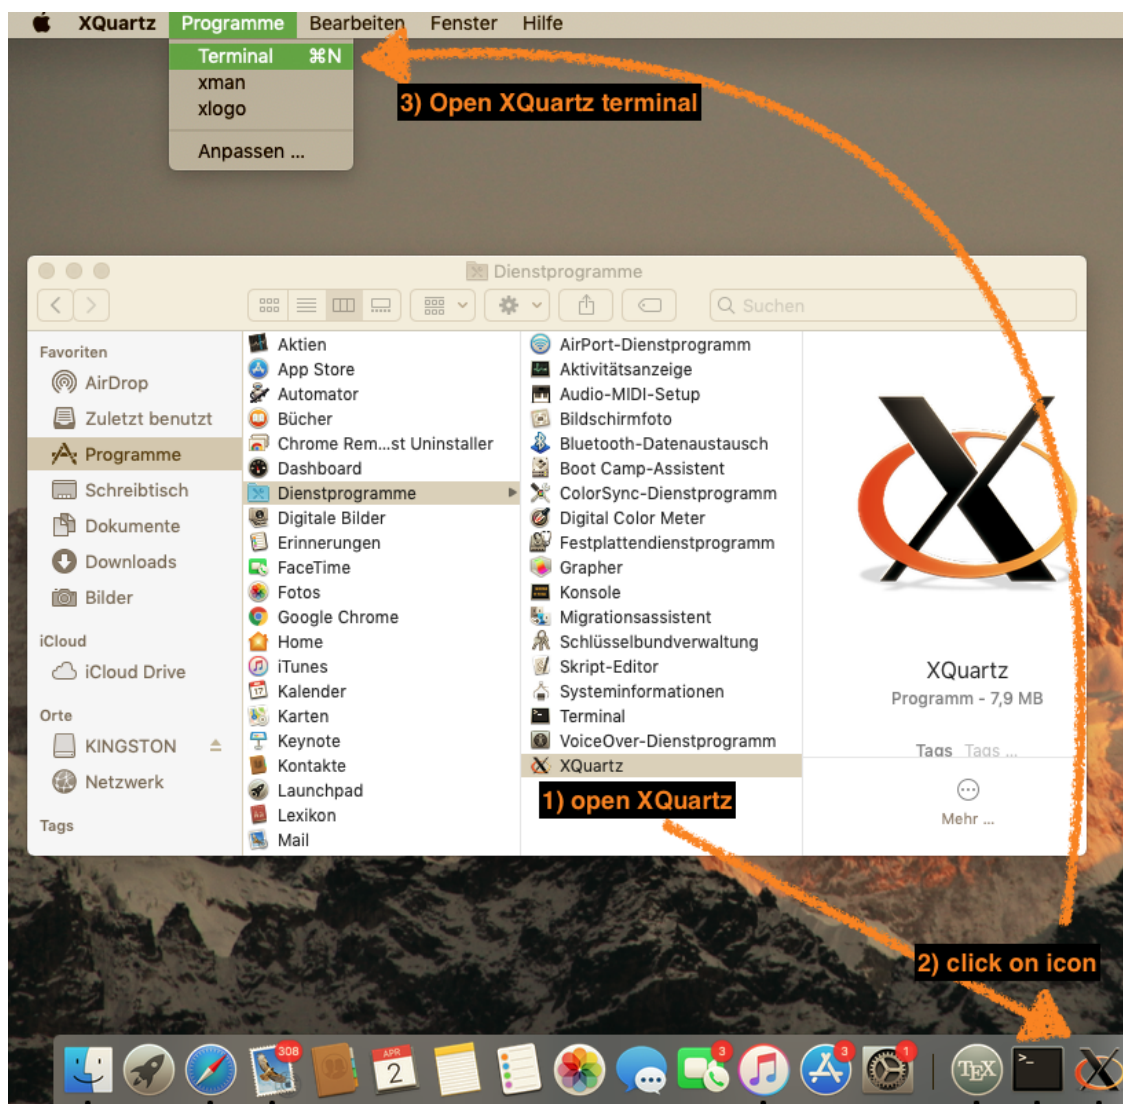 XQuartz Programme Bearbeiten Fenster Hilfe
Terminal ⌘N
xman
xlogo
Anpassen ...
3) Open XQuartz terminal
Dienstprogramme
Suchen
Favoriten
AirDrop
Zuletzt benutzt
Programme
Schreibtisch
Dokumente
Downloads
Bilder
iCloud
iCloud Drive
Orte
KINGSTON
Netzwerk
Tags
Aktien
App Store
Automator
Bücher
Chrome Rem...st Uninstaller
Dashboard
Dienstprogramme
Digitale Bilder
Erinnerungen
FaceTime
Fotos
Google Chrome
Home
iTunes
Kalender
Karten
Keynote
Kontakte
Launchpad
Lexikon
Mail
AirPort-Dienstprogramm
Aktivitätsanzeige
Audio-MIDI-Setup
Bildschirmfoto
Bluetooth-Datenaustausch
Boot Camp-Assistent
ColorSync-Dienstprogramm
Digital Color Meter
Festplattendienstprogramm
Grapher
Konsole
Migrationsassistent
Schlüsselbundverwaltung
Skript-Editor
Systeminformationen
Terminal
VoiceOver-Dienstprogramm
XQuartz
1) open XQuartz
XQuartz
Programm - 7,9 MB
Tags Tags ...
Mehr ...
2) click on icon
308
APR
2
3
3
1
TEX
>_